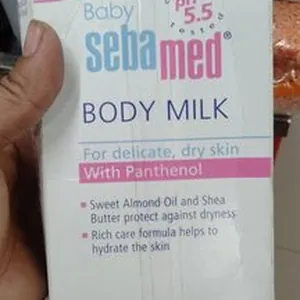 Baby
pH
5.5
tested
sebamed®
BODY MILK
For delicate, dry skin
With Panthenol
Sweet Almond Oil and Shea
Butter protect against dryness
Rich care formula helps to
hydrate the skin